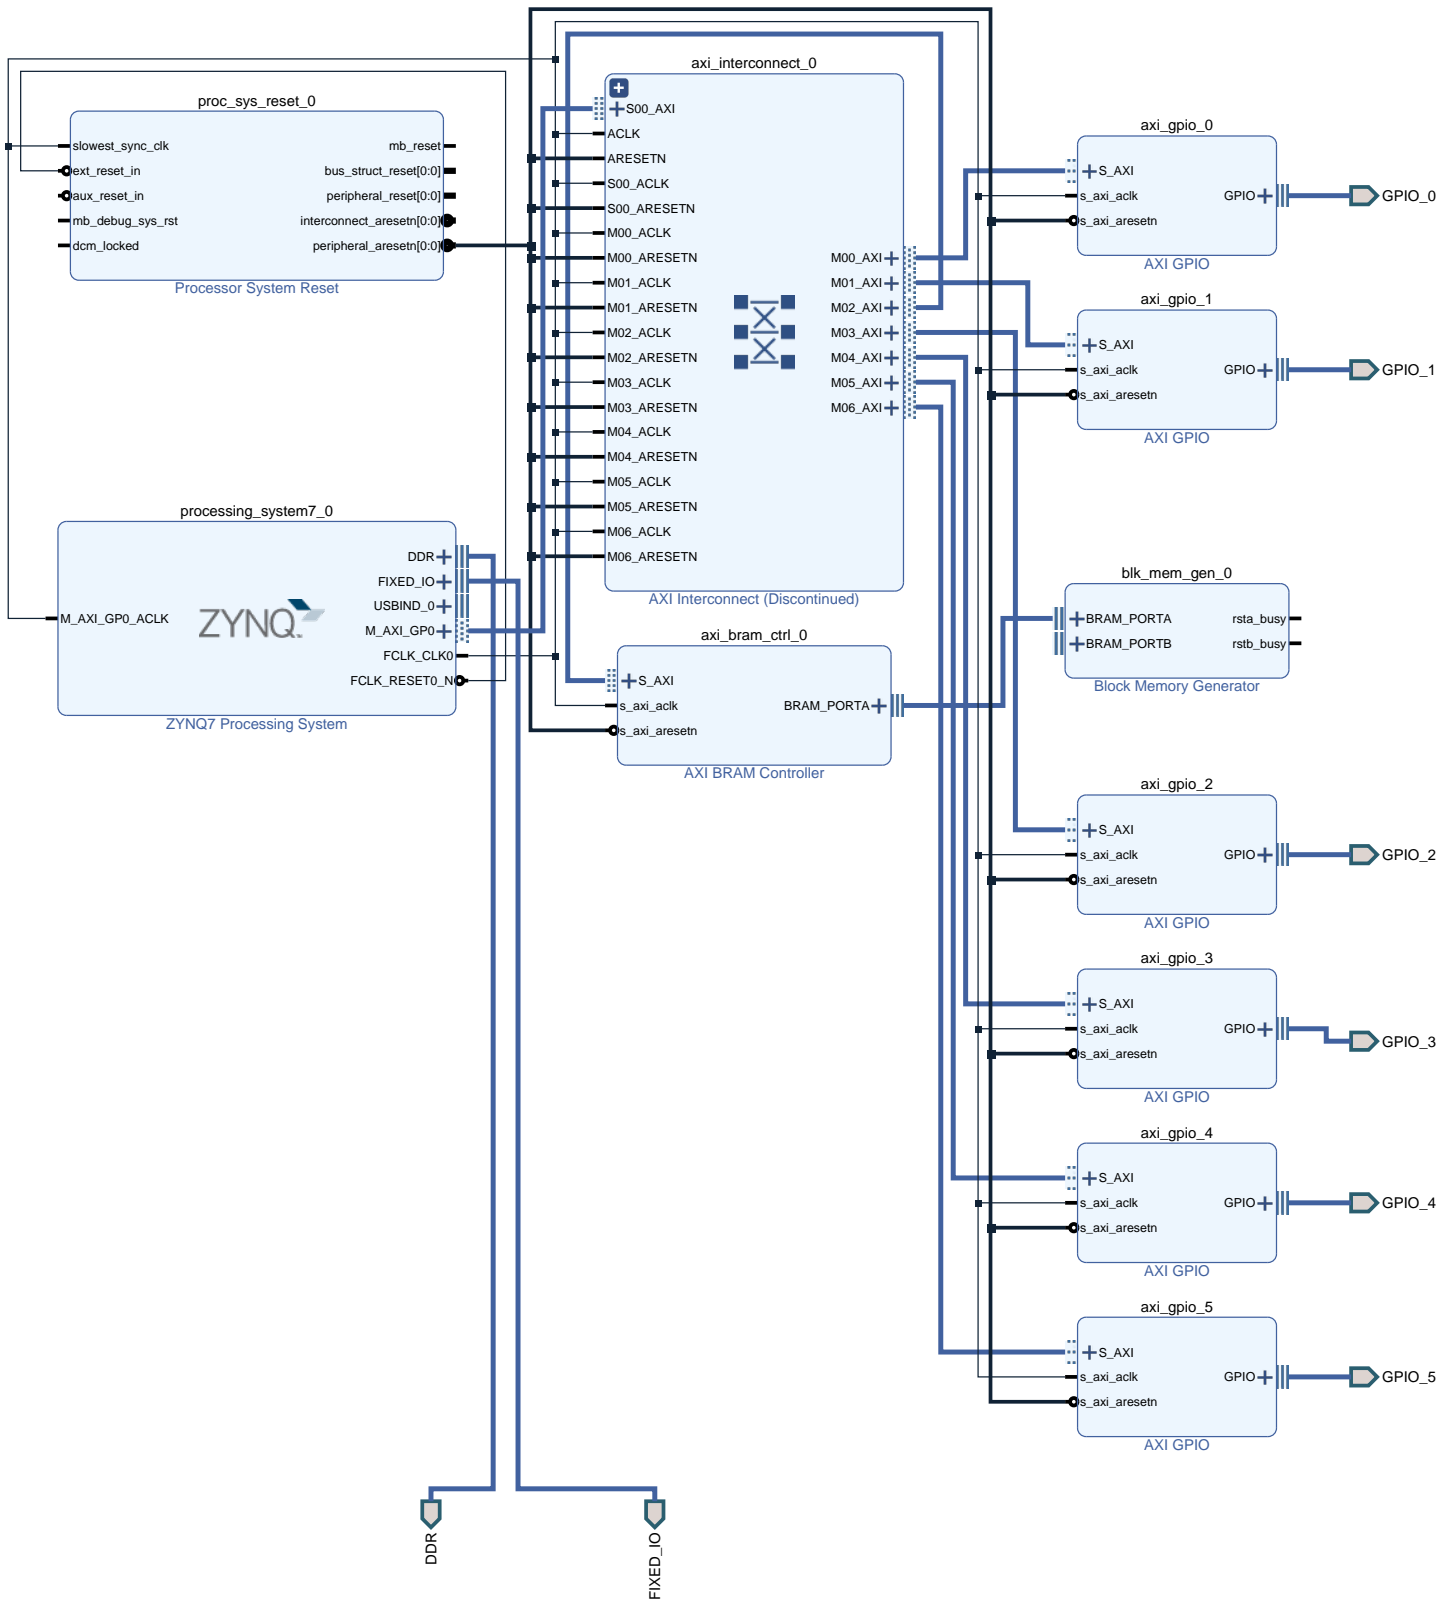 axi_interconnect_0
S00_AXI
ACLK
ARESETN
S00_ACLK
S00_ARESETN
M00_ACLK
M00_ARESETN
M01_ACLK
M01_ARESETN
M02_ACLK
M02_ARESETN
M03_ACLK
M03_ARESETN
M04_ACLK
M04_ARESETN
M05_ACLK
M05_ARESETN
M06_ACLK
M06_ARESETN
M00_AXI
M01_AXI
M02_AXI
M03_AXI
M04_AXI
M05_AXI
M06_AXI
AXI Interconnect (Discontinued)
proc_sys_reset_0
slowest_sync_clk
ext_reset_in
aux_reset_in
mb_debug_sys_rst
dcm_locked
mb_reset
bus_struct_reset[0:0]
peripheral_reset[0:0]
interconnect_aresetn[0:0]
peripheral_aresetn[0:0]
Processor System Reset
processing_system7_0
M_AXI_GP0_ACLK
ZYNQ
DDR
FIXED_IO
USBIND_0
M_AXI_GP0
FCLK_CLK0
FCLK_RESET0_N
ZYNQ7 Processing System
axi_bram_ctrl_0
S_AXI
s_axi_aclk
s_axi_aresetn
BRAM_PORTA
AXI BRAM Controller
axi_gpio_0
S_AXI
s_axi_aclk
s_axi_aresetn
GPIO
AXI GPIO
GPIO_0
axi_gpio_1
S_AXI
s_axi_aclk
s_axi_aresetn
GPIO
AXI GPIO
GPIO_1
blk_mem_gen_0
BRAM_PORTA
BRAM_PORTB
rsta_busy
rstb_busy
Block Memory Generator
axi_gpio_2
S_AXI
s_axi_aclk
s_axi_aresetn
GPIO
AXI GPIO
GPIO_2
axi_gpio_3
S_AXI
s_axi_aclk
s_axi_aresetn
GPIO
AXI GPIO
GPIO_3
axi_gpio_4
S_AXI
s_axi_aclk
s_axi_aresetn
GPIO
AXI GPIO
GPIO_4
axi_gpio_5
S_AXI
s_axi_aclk
s_axi_aresetn
GPIO
AXI GPIO
GPIO_5
DDR
FIXED_IO